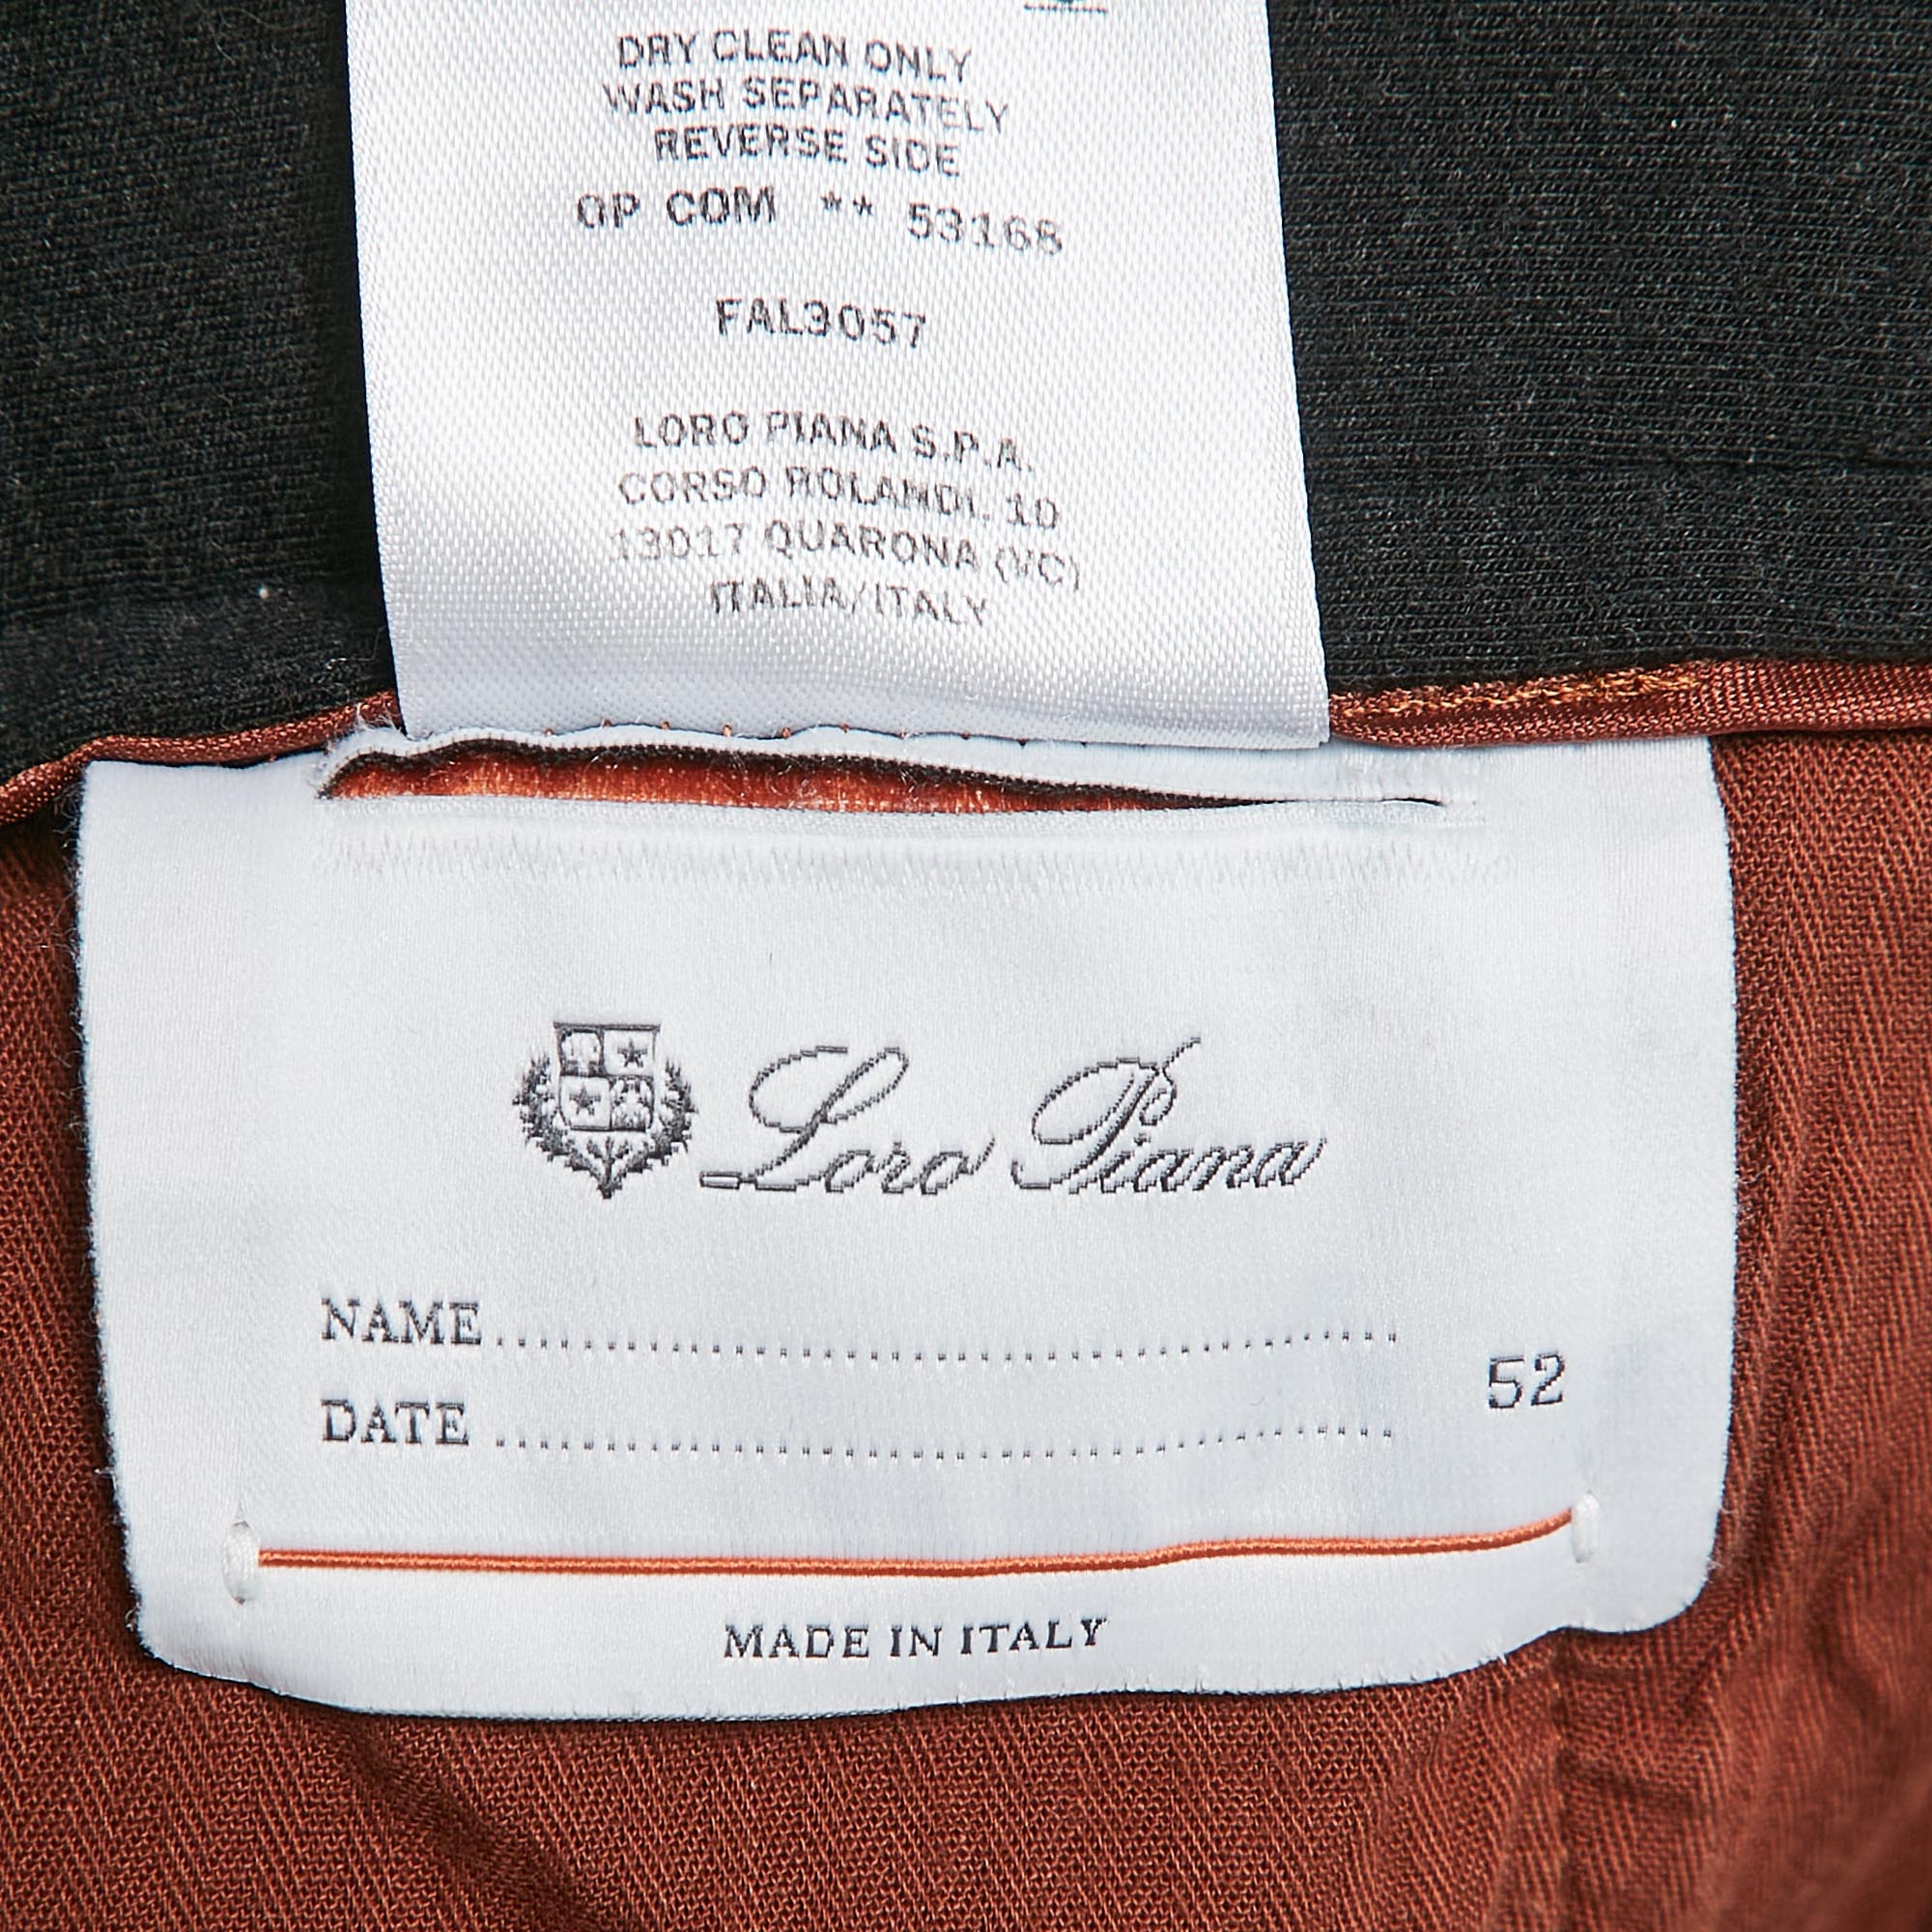 DRY CLEAN ONLY
WASH SEPARATELY
REVERSE SIDE
OP COM ** 53168
FAL3057
LORO PIANA S.P.A.
CORSO ROLANDI. 10
13017 QUARONA (VC)
ITALIA/ITALY
Loro Piana
NAME
DATE
52
MADE IN ITALY